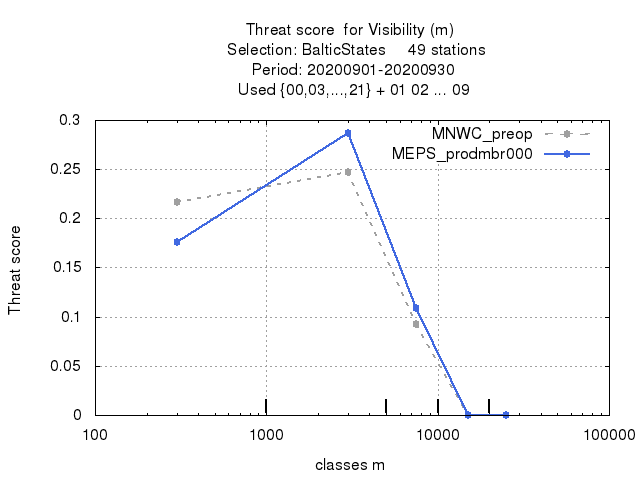 Threat score  for Visibility (m)
Selection: BalticStates     49 stations
Period: 20200901-20200930
Used {00,03,...,21} + 01 02 ... 09
MNWC_preop
MEPS_prodmbr000
0.3
0.25
0.2
0.15
0.1
0.05
0
Threat score
100 1000 10000 100000
classes m